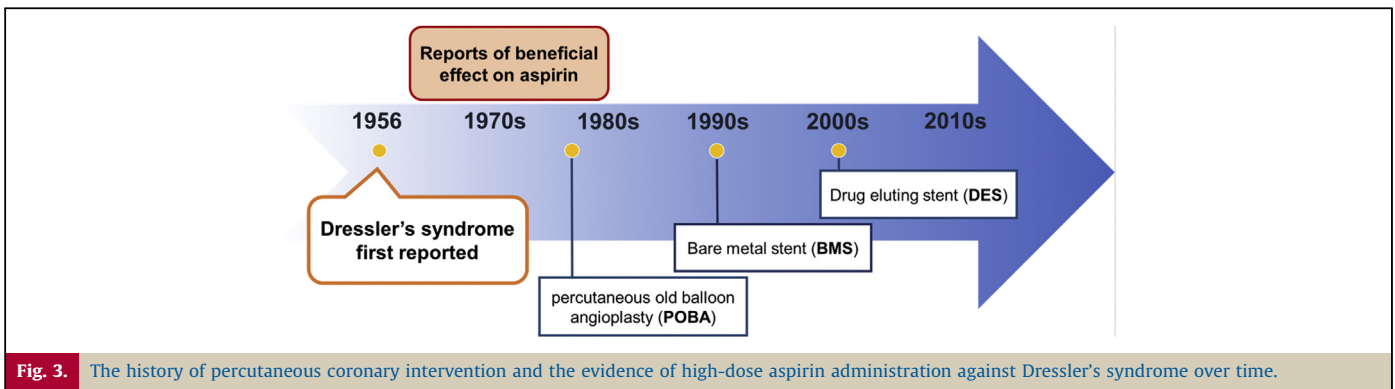 Reports of beneficial
effect on aspirin
1956 1970s 1980s 1990s 2000s 2010s
Dressler's syndrome
first reported
Drug eluting stent (DES)
Bare metal stent (BMS)
percutaneous old balloon
angioplasty (POBA)
Fig. 3. The history of percutaneous coronary intervention and the evidence of high-dose aspirin administration against Dressler's syndrome over time.